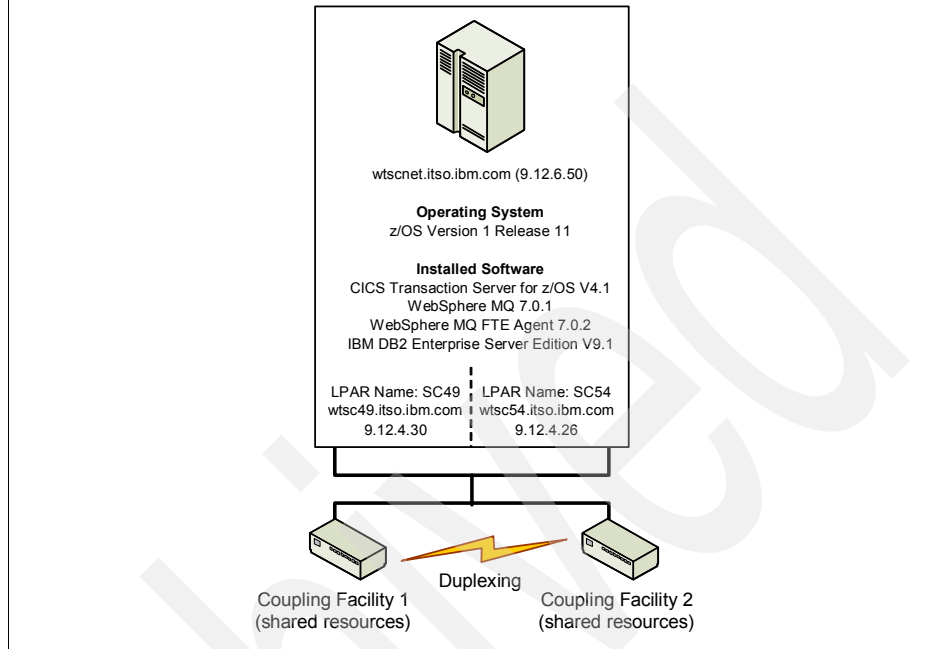 wtscnet.itso.ibm.com (9.12.6.50)
Operating System
z/OS Version 1 Release 11
Installed Software
CICS Transaction Server for z/OS V4.1
WebSphere MQ 7.0.1
WebSphere MQ FTE Agent 7.0.2
IBM DB2 Enterprise Server Edition V9.1
LPAR Name: SC49
wtsc49.itso.ibm.com
9.12.4.30
LPAR Name: SC54
wtsc54.itso.ibm.com
9.12.4.26
Duplexing
Coupling Facility 1
(shared resources)
Coupling Facility 2
(shared resources)